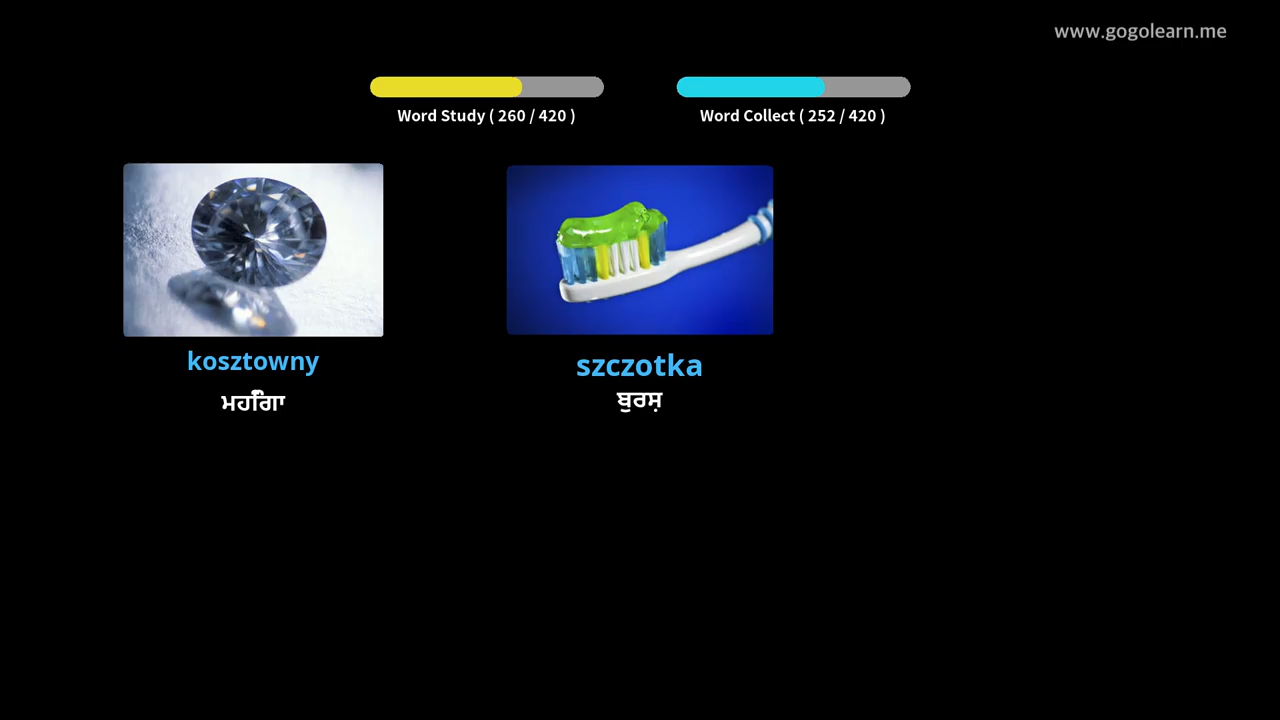 www.gogolearn.me
Word Study ( 260 / 420 )
Word Collect ( 252 / 420 )
kosztowny
ਮਹਿੰਗਾ
szczotka
ਬੁਰਸ਼